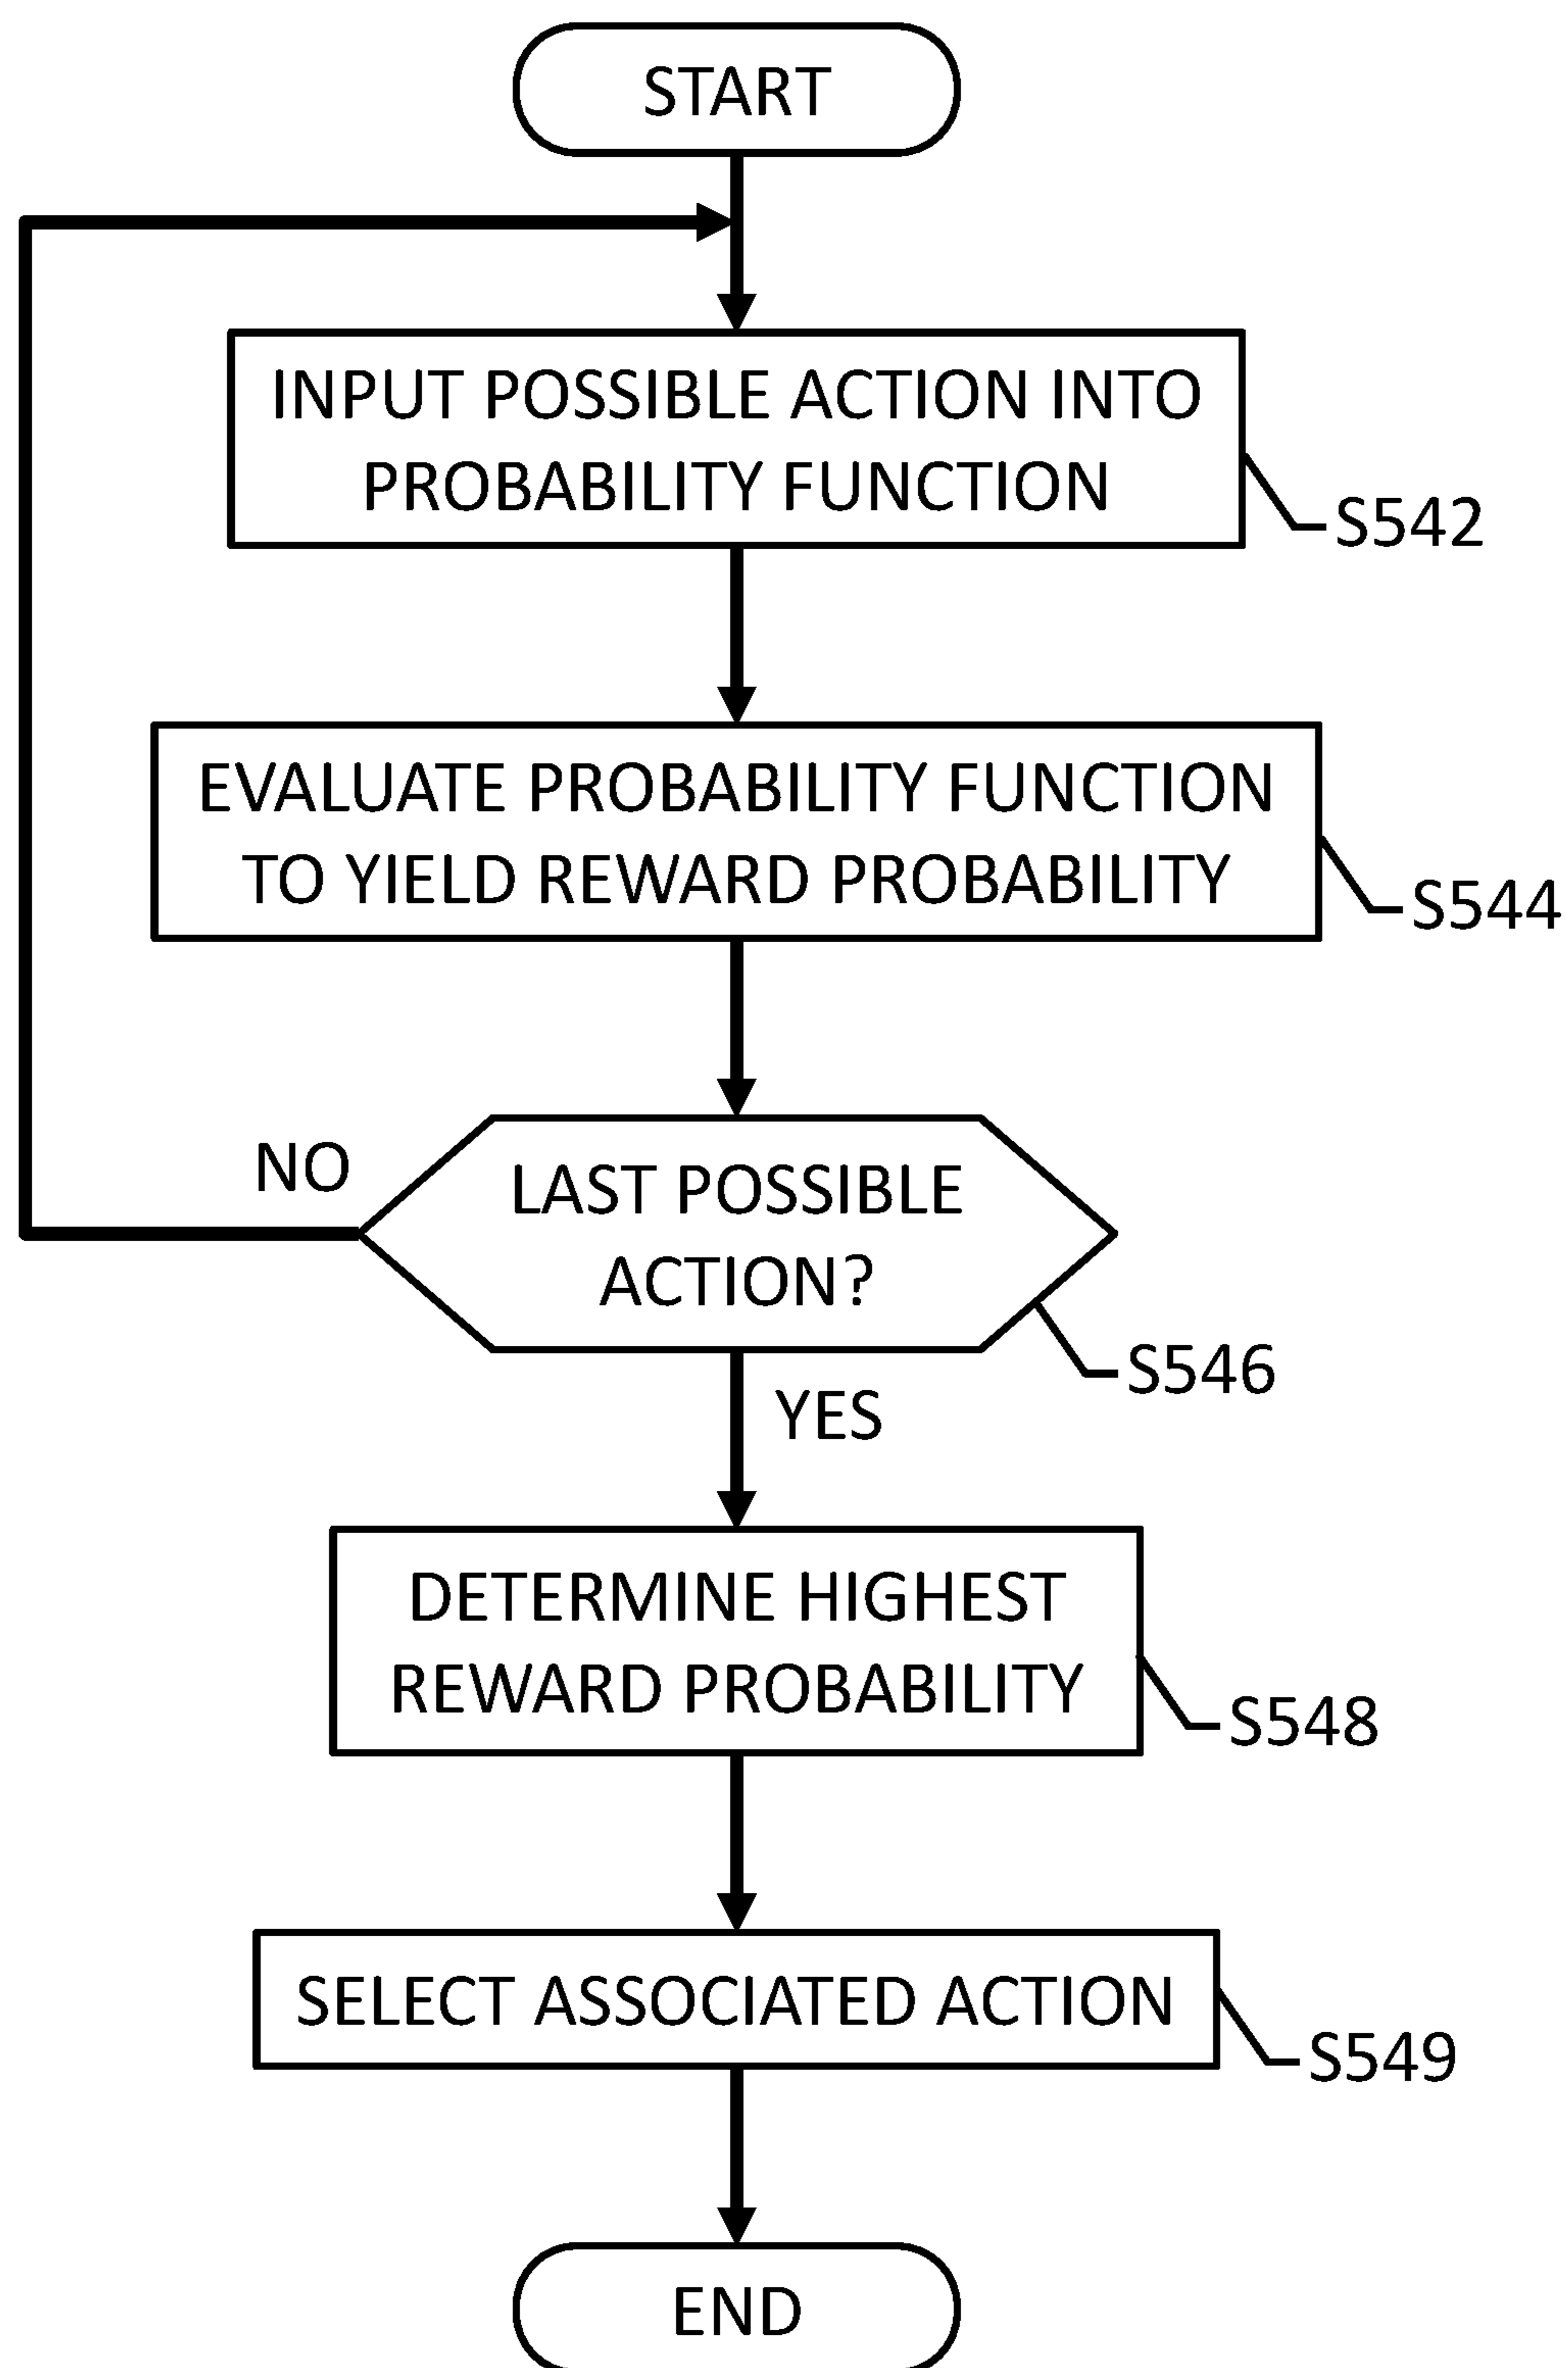 START
INPUT POSSIBLE ACTION INTO
PROBABILITY FUNCTION
S542
EVALUATE PROBABILITY FUNCTION
TO YIELD REWARD PROBABILITY
S544
NO
LAST POSSIBLE
ACTION?
S546
YES
DETERMINE HIGHEST
REWARD PROBABILITY
S548
SELECT ASSOCIATED ACTION
S549
END